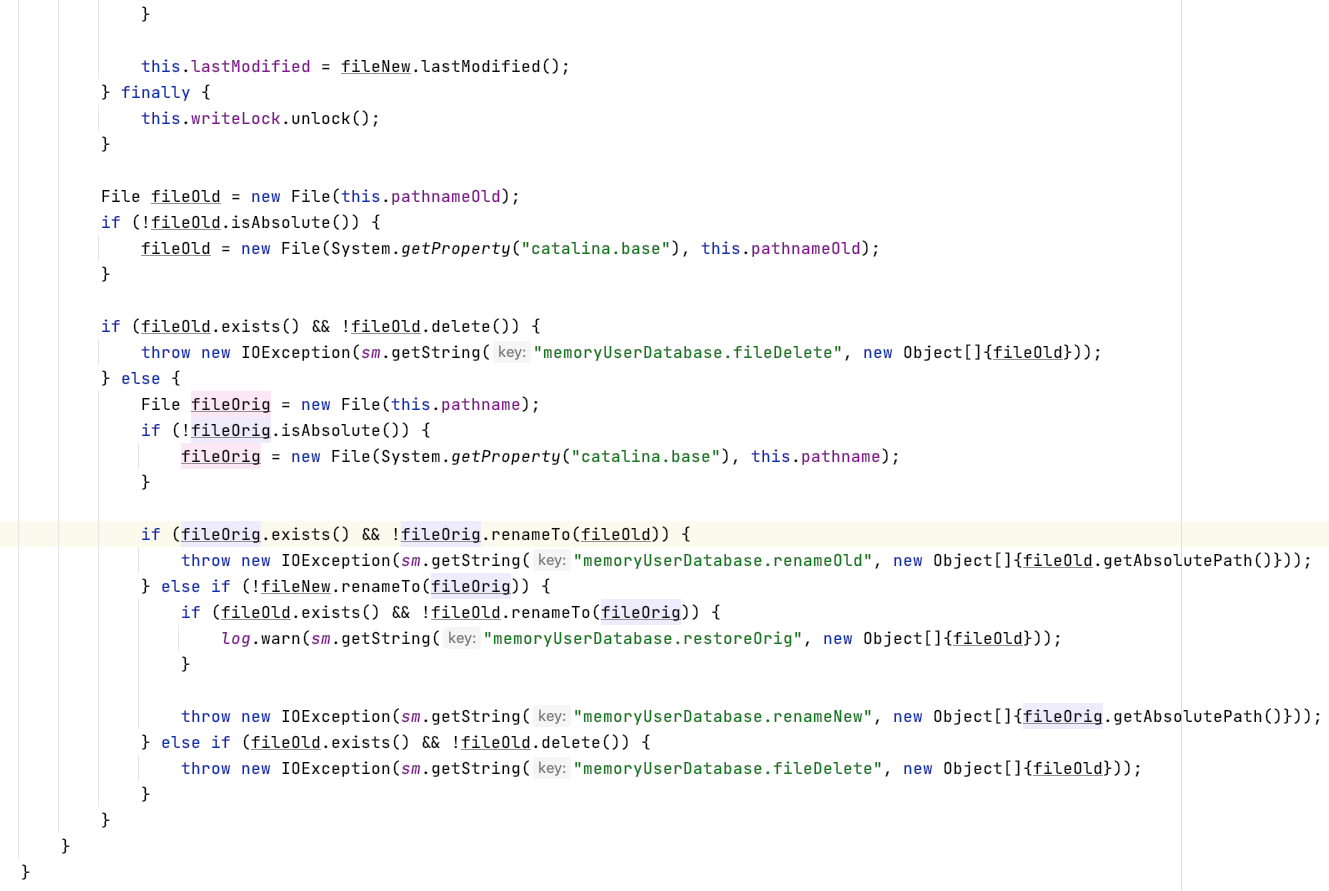 }

            this.lastModified = fileNew.lastModified();
        } finally {
            this.writeLock.unlock();
        }

        File fileOld = new File(this.pathnameOld);
        if (!fileOld.isAbsolute()) {
            fileOld = new File(System.getProperty("catalina.base"), this.pathnameOld);
        }

        if (fileOld.exists() && !fileOld.delete()) {
            throw new IOException(sm.getString( key: "memoryUserDatabase.fileDelete", new Object[]{fileOld}));
        } else {
            File fileOrig = new File(this.pathname);
            if (!fileOrig.isAbsolute()) {
                fileOrig = new File(System.getProperty("catalina.base"), this.pathname);
            }

            if (fileOrig.exists() && !fileOrig.renameTo(fileOld)) {
                throw new IOException(sm.getString( key: "memoryUserDatabase.renameOld", new Object[]{fileOld.getAbsolutePath()}));
            } else if (!fileNew.renameTo(fileOrig)) {
                if (fileOld.exists() && !fileOld.renameTo(fileOrig)) {
                    log.warn(sm.getString( key: "memoryUserDatabase.restoreOrig", new Object[]{fileOld}));
                }

                throw new IOException(sm.getString( key: "memoryUserDatabase.renameNew", new Object[]{fileOrig.getAbsolutePath()}));
            } else if (fileOld.exists() && !fileOld.delete()) {
                throw new IOException(sm.getString( key: "memoryUserDatabase.fileDelete", new Object[]{fileOld}));
            }
        }
    }
}